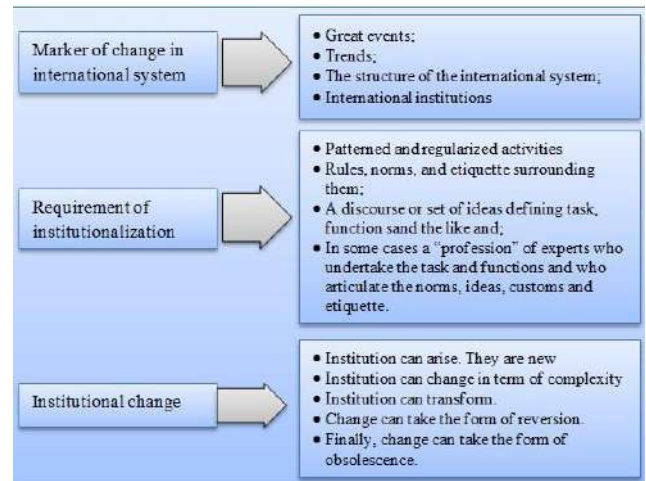 Marker of change in
international system
• Great events;
• Trends;
• The structure of the international system;
• International institutions
Requirement of
institutionalization
• Patterned and regularized activities
• Rules, norms, and etiquette surrounding
them;
• A discourse or set of ideas defining task,
function sand the like and;
• In some cases a “profession” of experts who
undertake the task and functions and who
articulate the norms, ideas, customs and
etiquette.
Institutional change
• Institution can arise. They are new
• Institution can change in term of complexity
• Institution can transform.
• Change can take the form of reversion.
• Finally, change can take the form of
obsolescence.